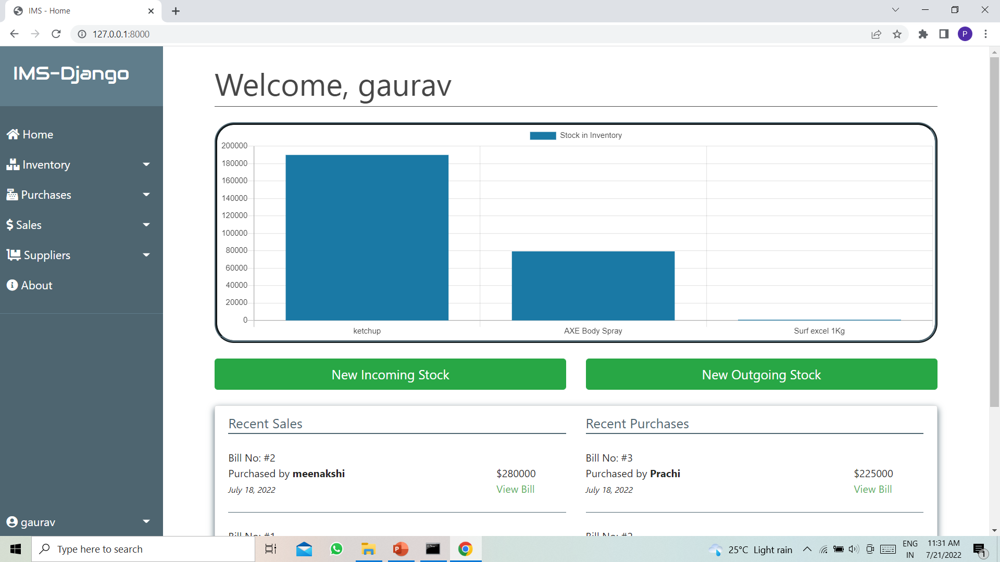 IMS - Home
127.0.0.1:8000
P
IMS-Django
Home
Inventory
Purchases
Sales
Suppliers
About
gaurav
Welcome, gaurav
Stock in Inventory
200000
180000
160000
140000
120000
100000
80000
60000
40000
20000
0
ketchup
AXE Body Spray
Surf excel 1Kg
New Incoming Stock
New Outgoing Stock
Recent Sales
Bill No: #2
Purchased by meenakshi
$280000
July 18, 2022
View Bill
Bill No: #1
Recent Purchases
Bill No: #3
Purchased by Prachi
$225000
July 18, 2022
View Bill
Bill No: #2
Type here to search
25°C Light rain
ENG
IN
11:31 AM
7/21/2022
1